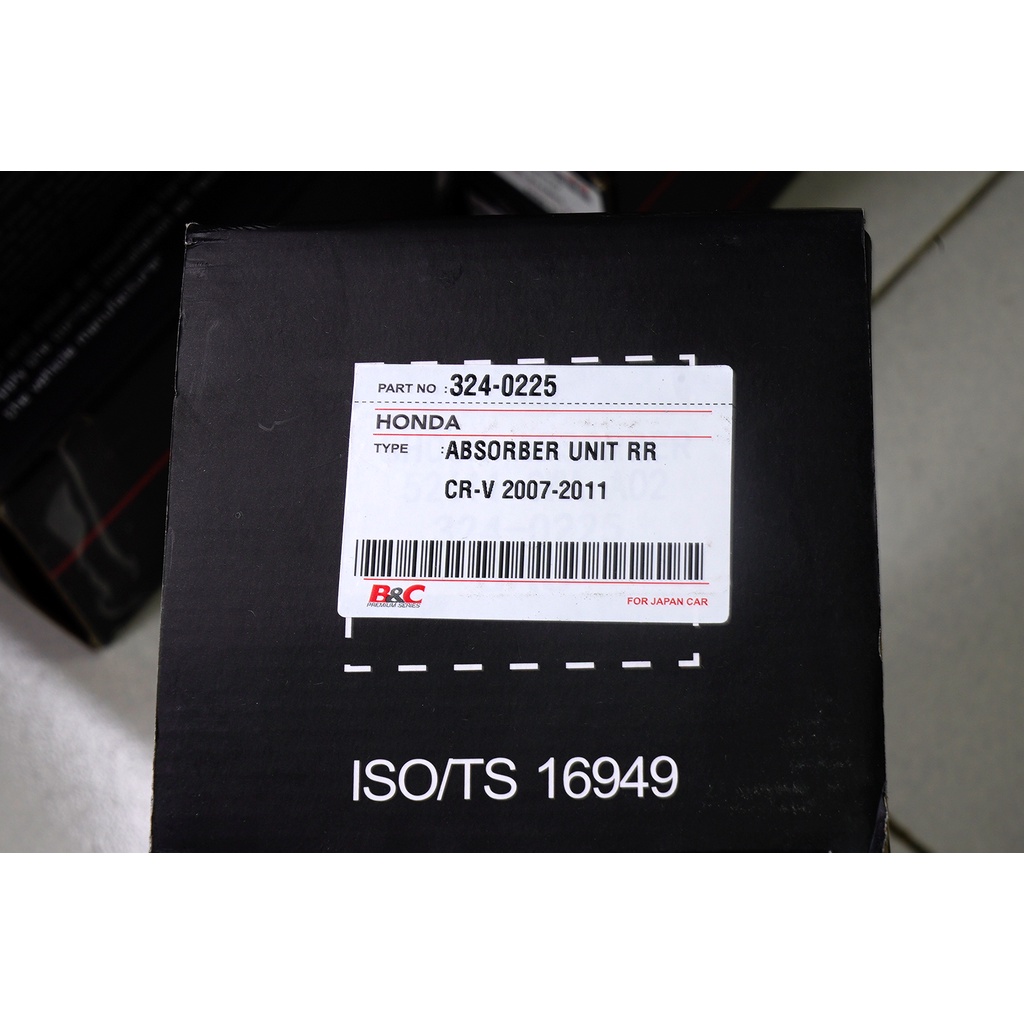 PART NO : 324-0225
HONDA
TYPE : ABSORBER UNIT RR
CR-V 2007-2011
B&C
PREMIUM SERIES
FOR JAPAN CAR
ISO/TS 16949